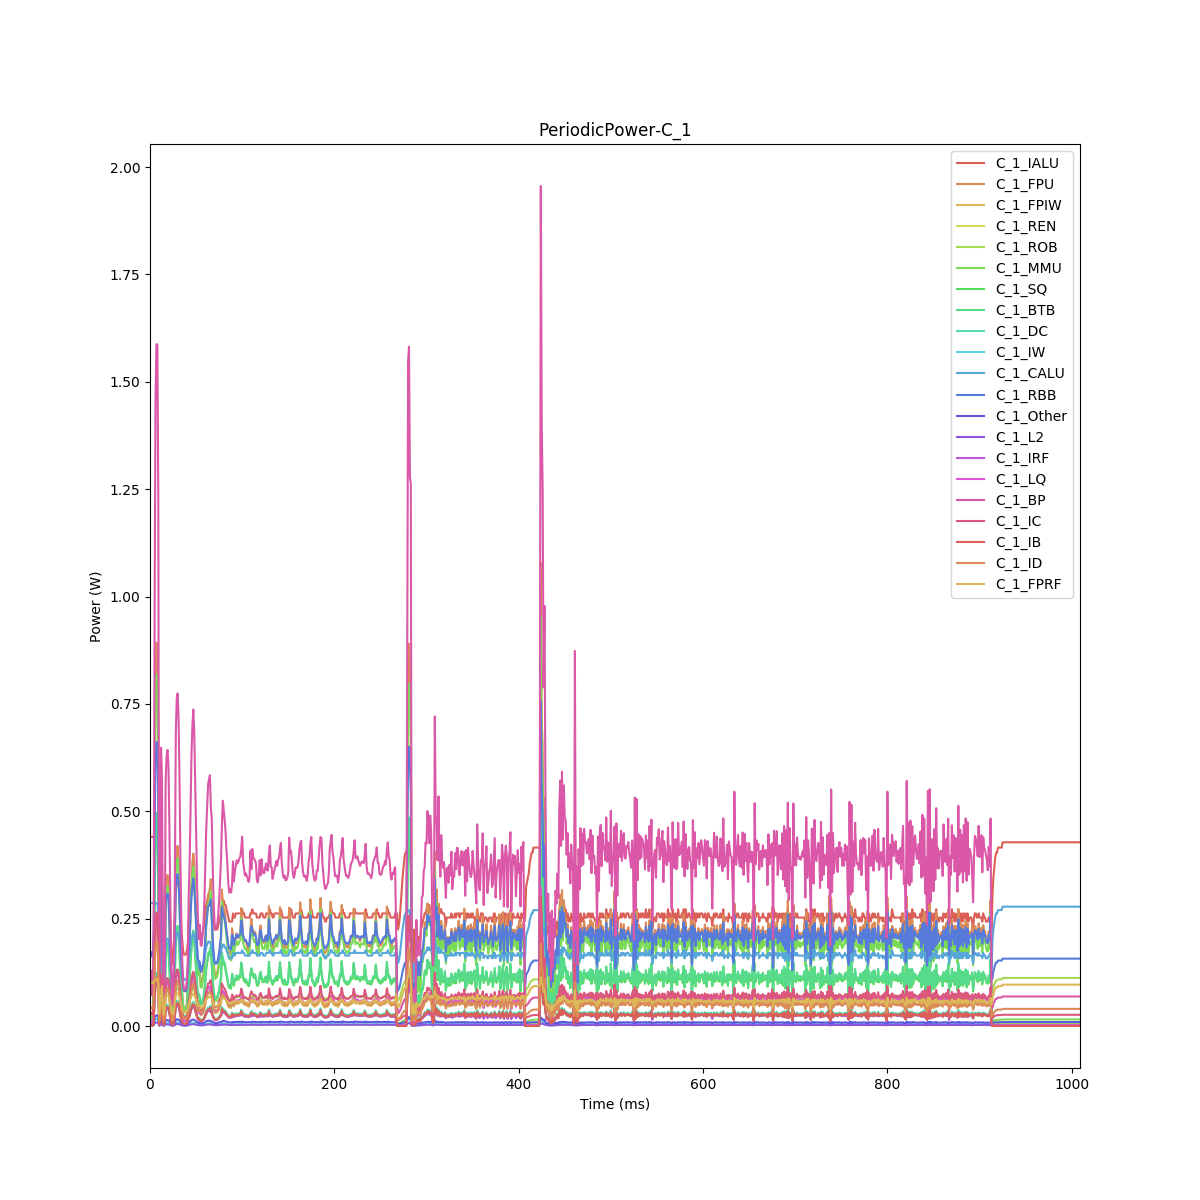 PeriodicPower-C_1
2.00
1.75
1.50
1.25
1.00
0.75
0.50
0.25
0.00
Power (W)
0 200 400 600 800 1000
Time (ms)
C_1_IALU
C_1_FPU
C_1_FPIW
C_1_REN
C_1_ROB
C_1_MMU
C_1_SQ
C_1_BTB
C_1_DC
C_1_IW
C_1_CALU
C_1_RBB
C_1_Other
C_1_L2
C_1_IRF
C_1_LQ
C_1_BP
C_1_IC
C_1_IB
C_1_ID
C_1_FPRF